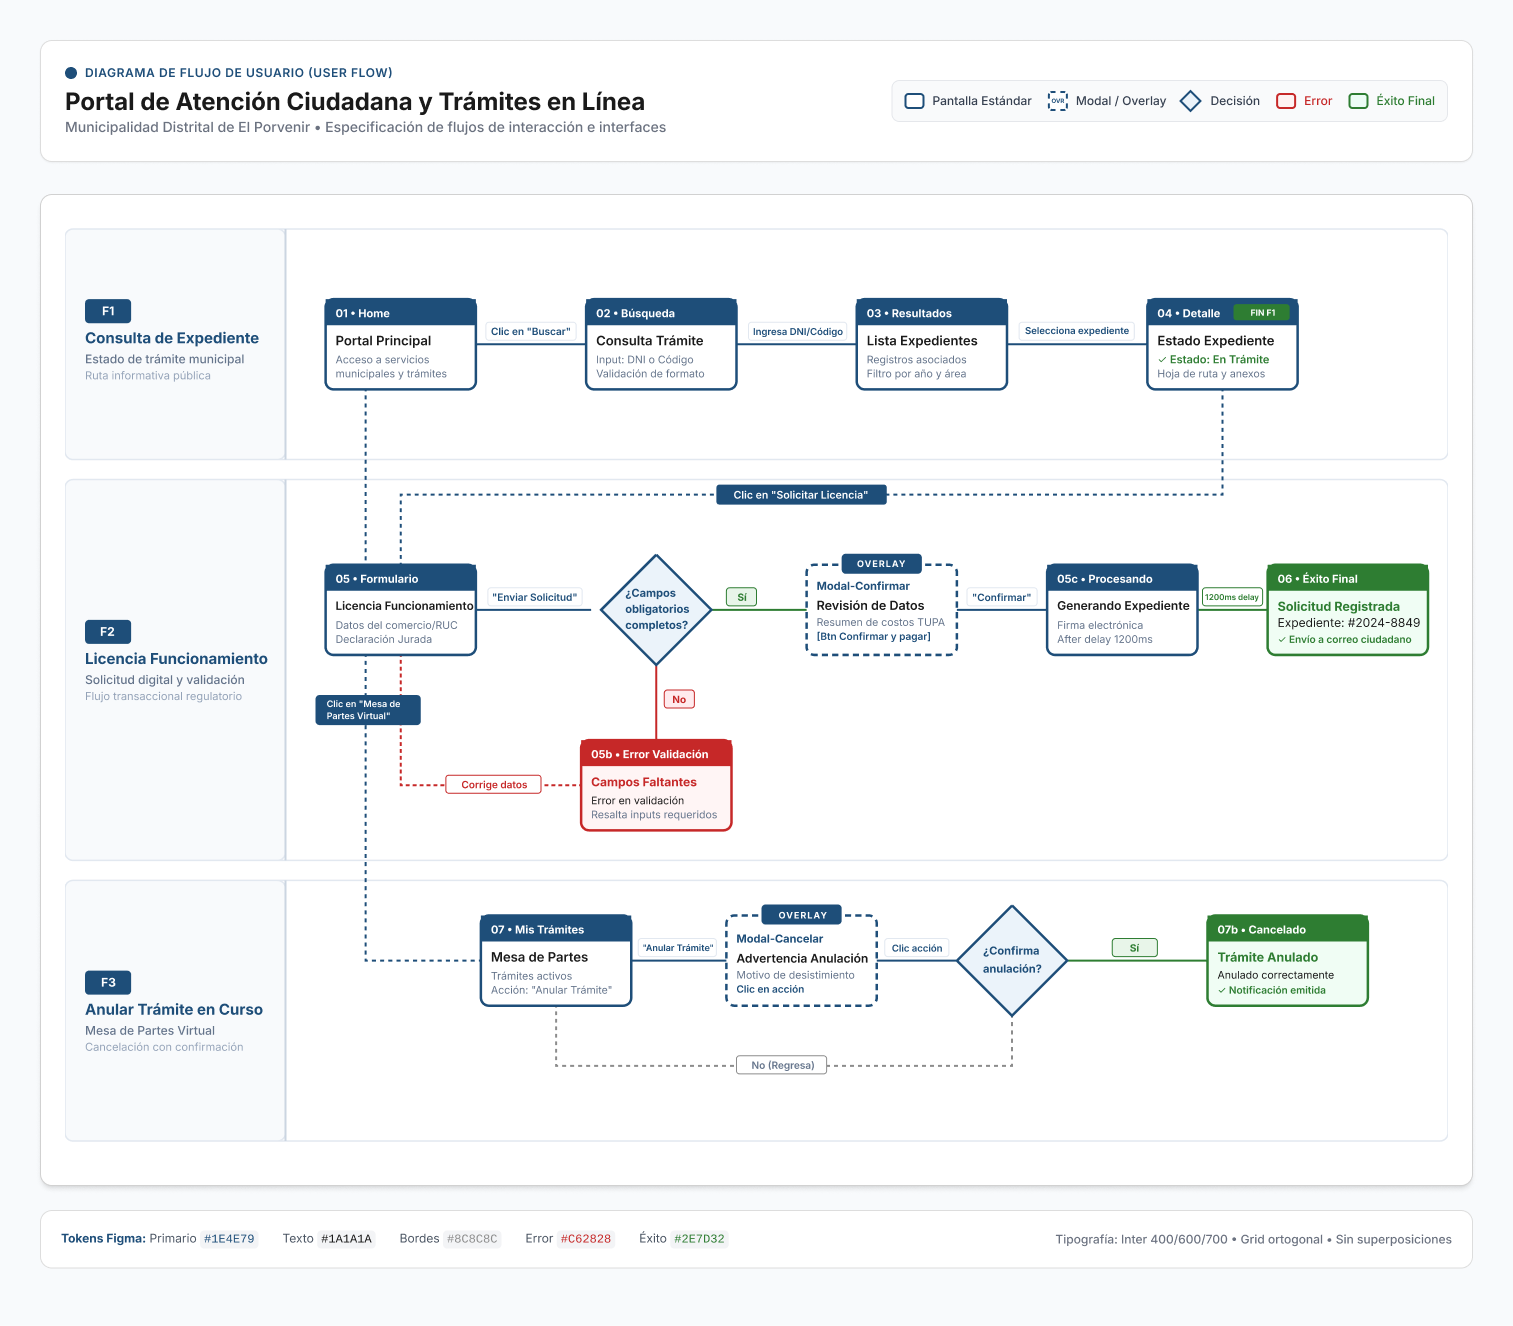 DIAGRAMA DE FLUJO DE USUARIO (USER FLOW)
Portal de Atención Ciudadana y Trámites en Línea
Municipalidad Distrital de El Porvenir • Especificación de flujos de interacción e interfaces
Pantalla Estándar
OVR
Modal / Overlay
Decisión
Error
Éxito Final
F1
Consulta de Expediente
Estado de trámite municipal
Ruta informativa pública
01 • Home
Portal Principal
Acceso a servicios
municipales y trámites
Clic en "Buscar"
02 • Búsqueda
Consulta Trámite
Input: DNI o Código
Validación de formato
Ingresa DNI/Código
03 • Resultados
Lista Expedientes
Registros asociados
Filtro por año y área
Selecciona expediente
04 • Detalle
FIN F1
Estado Expediente
✓ Estado: En Trámite
Hoja de ruta y anexos
Clic en "Solicitar Licencia"
F2
Licencia Funcionamiento
Solicitud digital y validación
Flujo transaccional regulatorio
05 • Formulario
Licencia Funcionamiento
Datos del comercio/RUC
Declaración Jurada
"Enviar Solicitud"
¿Campos
obligatorios
completos?
Sí
OVERLAY
Modal-Confirmar
Revisión de Datos
Resumen de costos TUPA
[Btn Confirmar y pagar]
"Confirmar"
05c • Procesando
Generando Expediente
Firma electrónica
After delay 1200ms
1200ms delay
06 • Éxito Final
Solicitud Registrada
Expediente: #2024-8849
✓ Envío a correo ciudadano
Clic en "Mesa de
Partes Virtual"
No
05b • Error Validación
Campos Faltantes
Error en validación
Resalta inputs requeridos
Corrige datos
F3
Anular Trámite en Curso
Mesa de Partes Virtual
Cancelación con confirmación
07 • Mis Trámites
Mesa de Partes
Trámites activos
Acción: "Anular Trámite"
"Anular Trámite"
OVERLAY
Modal-Cancelar
Advertencia Anulación
Motivo de desistimiento
Clic en acción
Clic acción
¿Confirma
anulación?
Sí
07b • Cancelado
Trámite Anulado
Anulado correctamente
✓ Notificación emitida
No (Regresa)
Tokens Figma: Primario #1E4E79 Texto #1A1A1A Bordes #8C8C8C Error #C62828 Éxito #2E7D32
Tipografía: Inter 400/600/700 • Grid ortogonal • Sin superposiciones